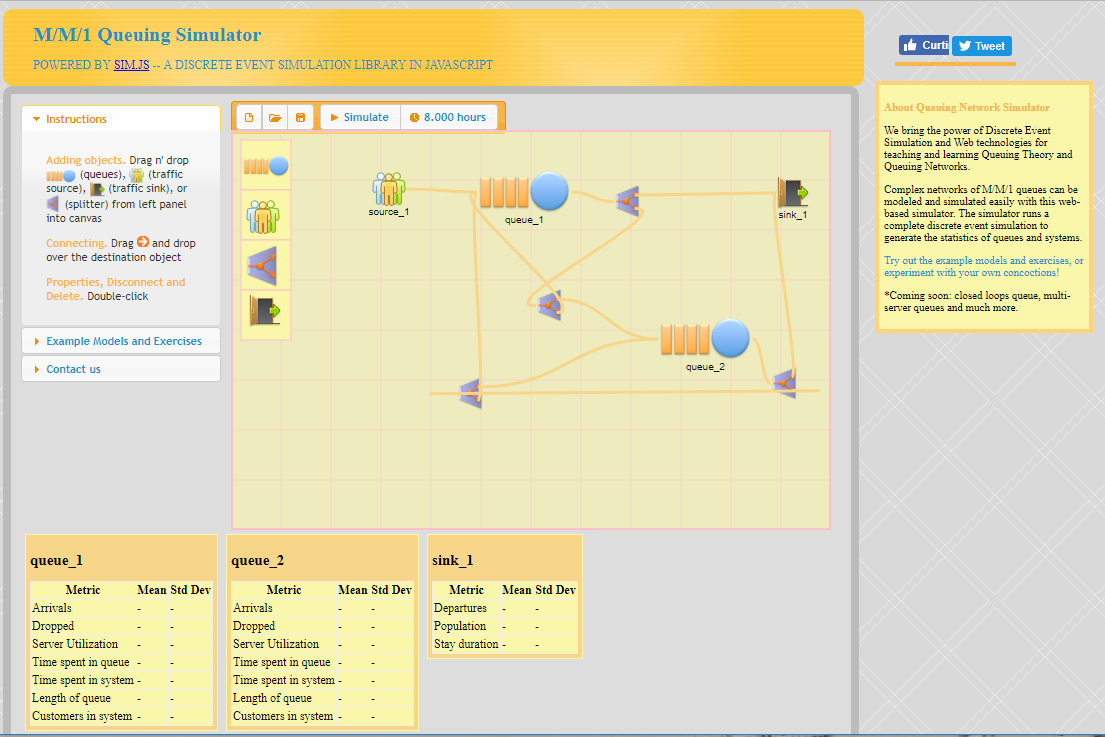 M/M/1 Queuing Simulator
POWERED BY SIM.JS -- A DISCRETE EVENT SIMULATION LIBRARY IN JAVASCRIPT
Curti
Tweet
Instructions
Adding objects. Drag n' drop
(queues), (traffic
source), (traffic sink), or
(splitter) from left panel
into canvas
Connecting. Drag and drop
over the destination object
Properties, Disconnect and
Delete. Double-click
Example Models and Exercises
Contact us
Simulate
8.000 hours
source_1
queue_1
sink_1
queue_2
About Queuing Network Simulator
We bring the power of Discrete Event
Simulation and Web technologies for
teaching and learning Queuing Theory and
Queuing Networks.
Complex networks of M/M/1 queues can be
modeled and simulated easily with this web-
based simulator. The simulator runs a
complete discrete event simulation to
generate the statistics of queues and systems.
Try out the example models and exercises, or
experiment with your own concoctions!
*Coming soon: closed loops queue, multi-
server queues and much more.
queue_1
Metric Mean Std Dev
Arrivals - -
Dropped - -
Server Utilization - -
Time spent in queue - -
Time spent in system - -
Length of queue - -
Customers in system - -
queue_2
Metric Mean Std Dev
Arrivals - -
Dropped - -
Server Utilization - -
Time spent in queue - -
Time spent in system - -
Length of queue - -
Customers in system - -
sink_1
Metric Mean Std Dev
Departures - -
Population - -
Stay duration - -